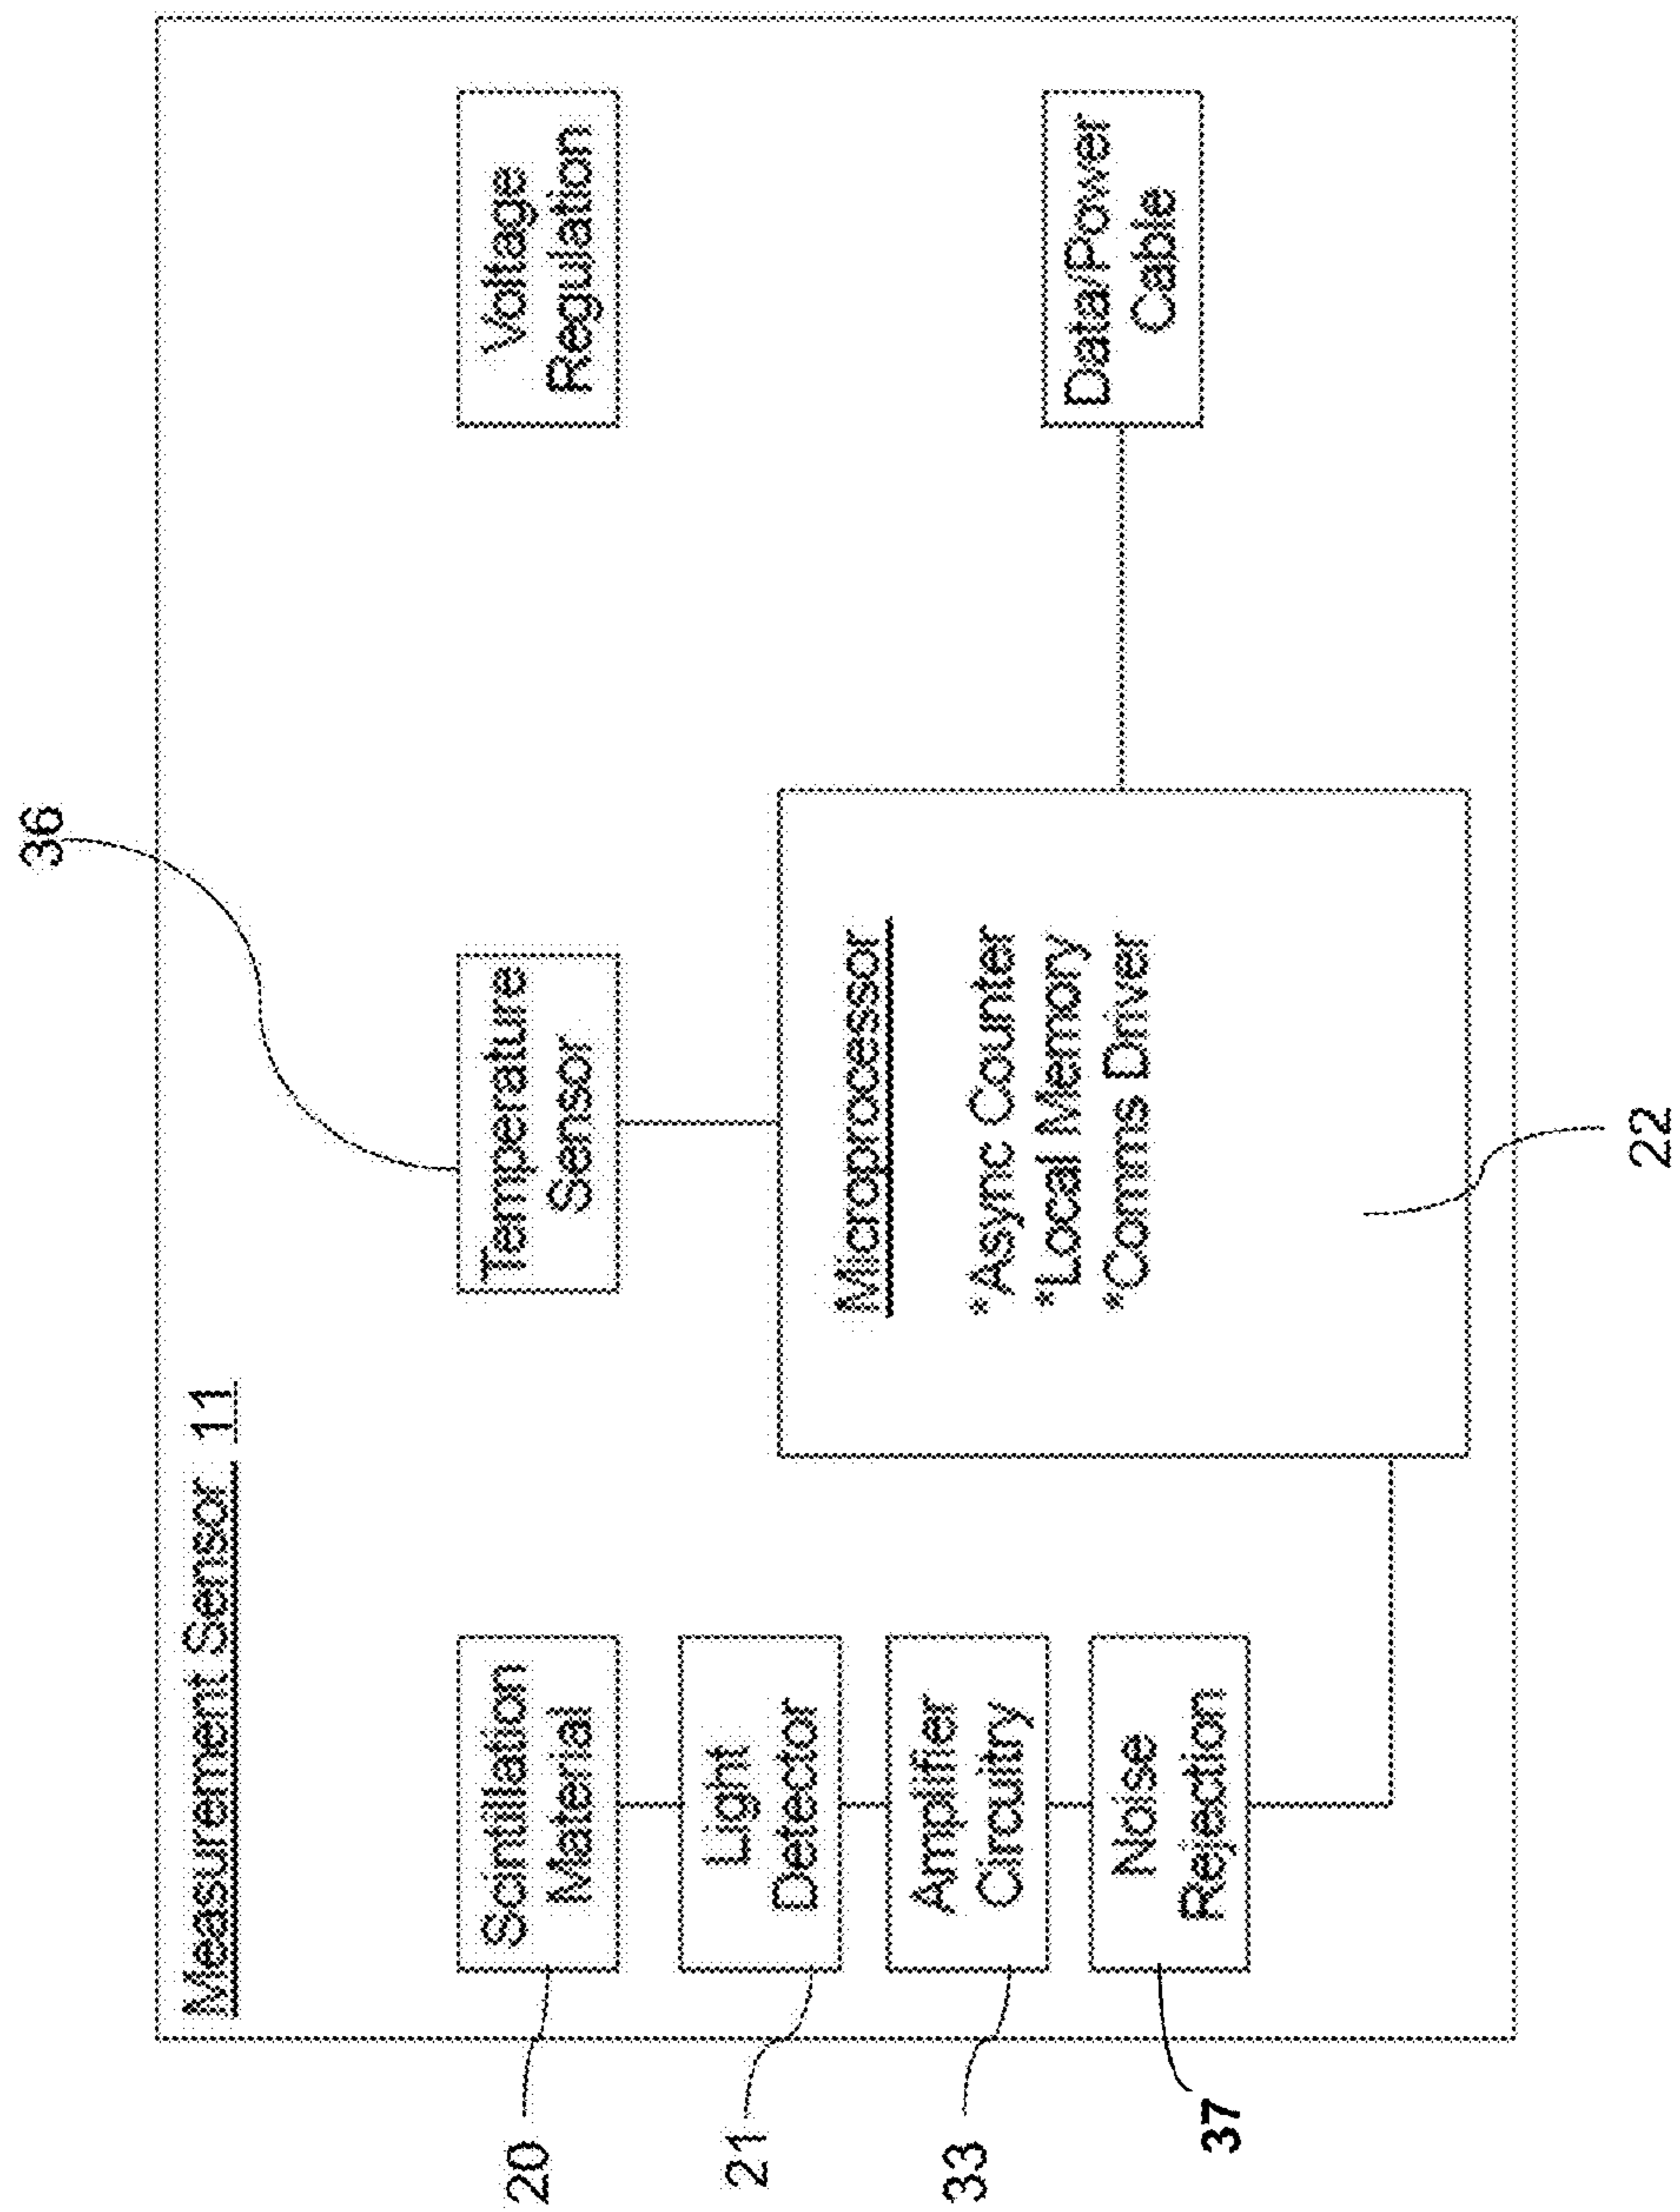 Measurement Sensor 11
36
Scintillation
Material
Temperature
Sensor
Voltage
Regulation
20
Light
Detector
21
Amplifier
Circuitry
33
Noise
Rejection
37
Microprocessor
*Async Counter
*Local Memory
*Comms Driver
22
Data/Power
Cable